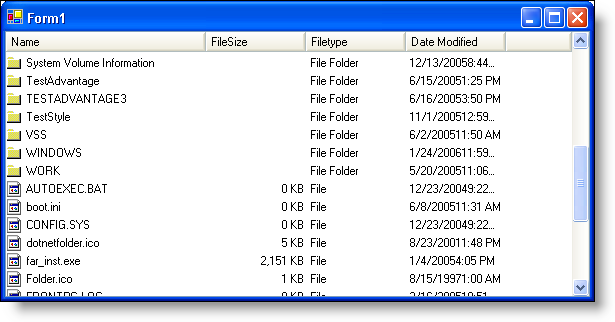 Form1
Name FileSize Filetype Date Modified
System Volume Information File Folder 12/13/20058:44...
TestAdvantage File Folder 6/15/20051:25 PM
TESTADVANTAGE3 File Folder 6/16/20053:50 PM
TestStyle File Folder 11/1/200512:59...
VSS File Folder 6/2/200511:50 AM
WINDOWS File Folder 1/24/200611:59...
WORK File Folder 5/20/200511:06...
AUTOEXEC.BAT 0 KB File 12/23/20049:22...
boot.ini 0 KB File 6/8/200511:31 AM
CONFIG.SYS 0 KB File 12/23/20049:22...
dotnetfolder.ico 5 KB File 8/23/20011:48 PM
far_inst.exe 2,151 KB File 1/4/20054:05 PM
Folder.ico 1 KB File 8/15/19971:00 AM